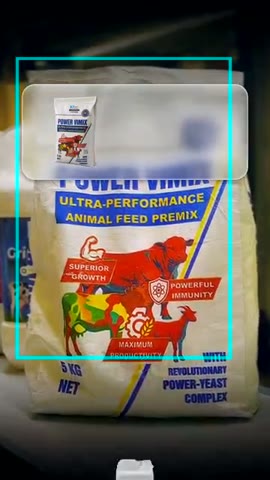 POWER VIMIX
POWER VIMIX
ULTRA-PERFORMANCE
ANIMAL FEED PREMIX
SUPERIOR
GROWTH
POWERFUL
IMMUNITY
MAXIMUM
PRODUCTIVITY
5 KG
NET
WITH
REVOLUTIONARY
POWER-YEAST
COMPLEX